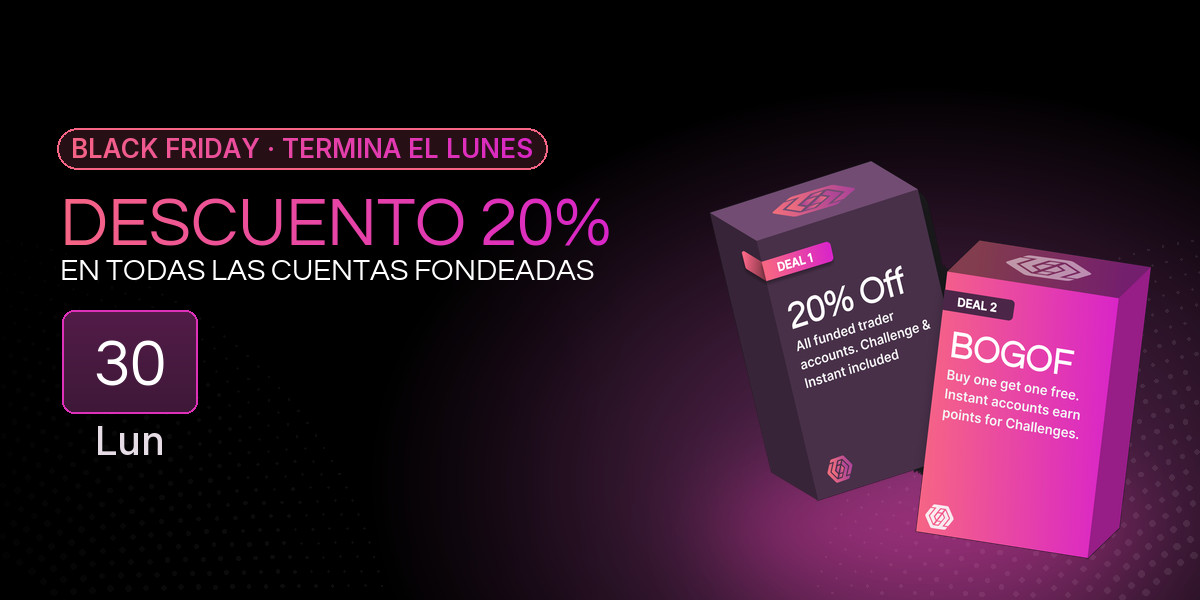 BLACK FRIDAY · TERMINA EL LUNES
DESCUENTO 20%
EN TODAS LAS CUENTAS FONDEADAS
30
Lun
DEAL 1
20% Off
All funded trader
accounts. Challenge &
Instant included
DEAL 2
BOGOF
Buy one get one free.
Instant accounts earn
points for Challenges.